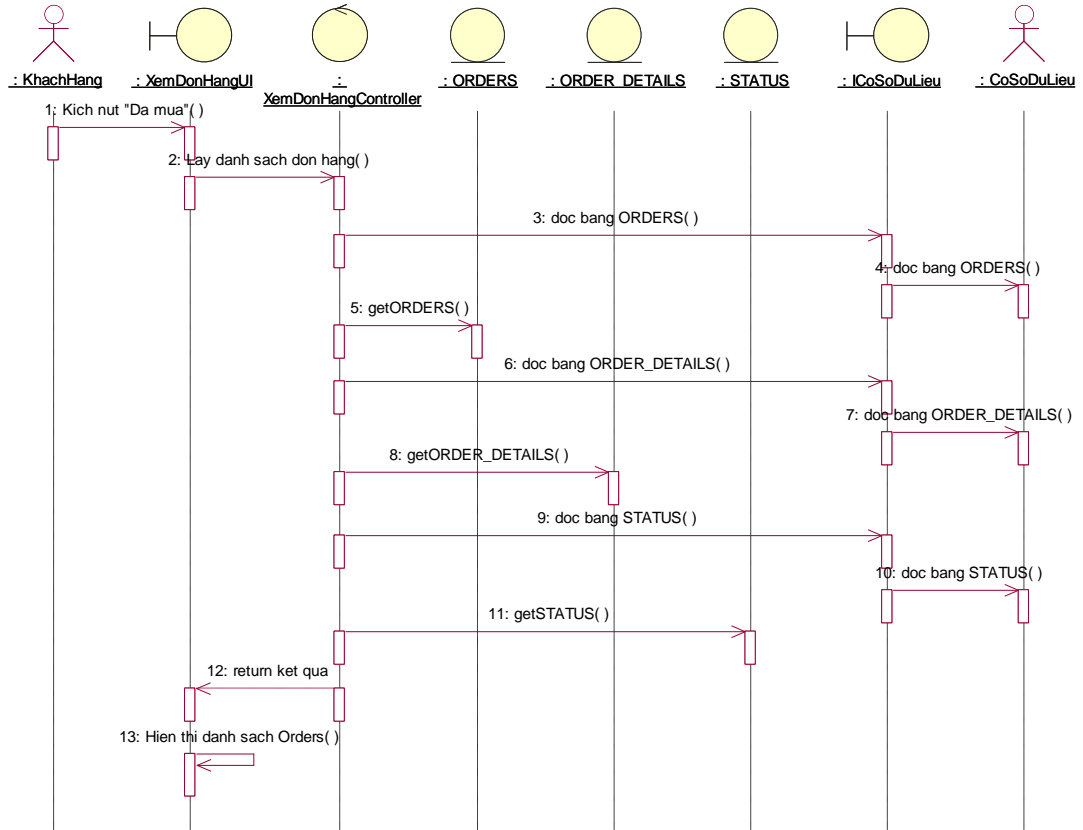 : KhachHang
: XemDonHangUI
:
XemDonHangController
: ORDERS
: ORDER_DETAILS
: STATUS
: ICoSoDuLieu
: CoSoDuLieu
1: Kich nut "Da mua"( )
2: Lay danh sach don hang( )
3: doc bang ORDERS( )
4: doc bang ORDERS( )
5: getORDERS( )
6: doc bang ORDER_DETAILS( )
7: doc bang ORDER_DETAILS( )
8: getORDER_DETAILS( )
9: doc bang STATUS( )
10: doc bang STATUS( )
11: getSTATUS( )
12: return ket qua
13: Hien thi danh sach Orders( )